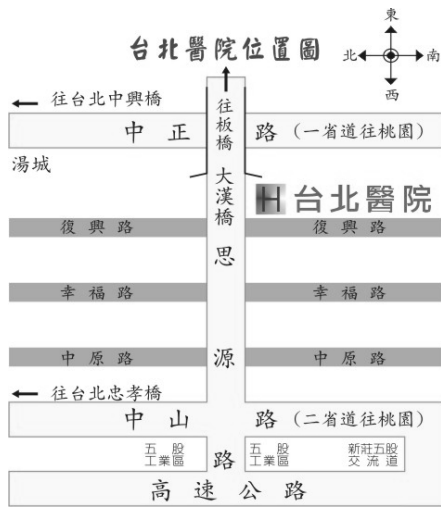 台北醫院位置圖
東
北
南
西
往台北中興橋
往板橋
中正路(一省道往桃園)
湯城
大漢橋
H台北醫院
思源路
復興路
復興路
幸福路
幸福路
中原路
中原路
往台北忠孝橋
中山路(二省道往桃園)
五股
工業區
五股
工業區
新莊五股
交流道
高速公路